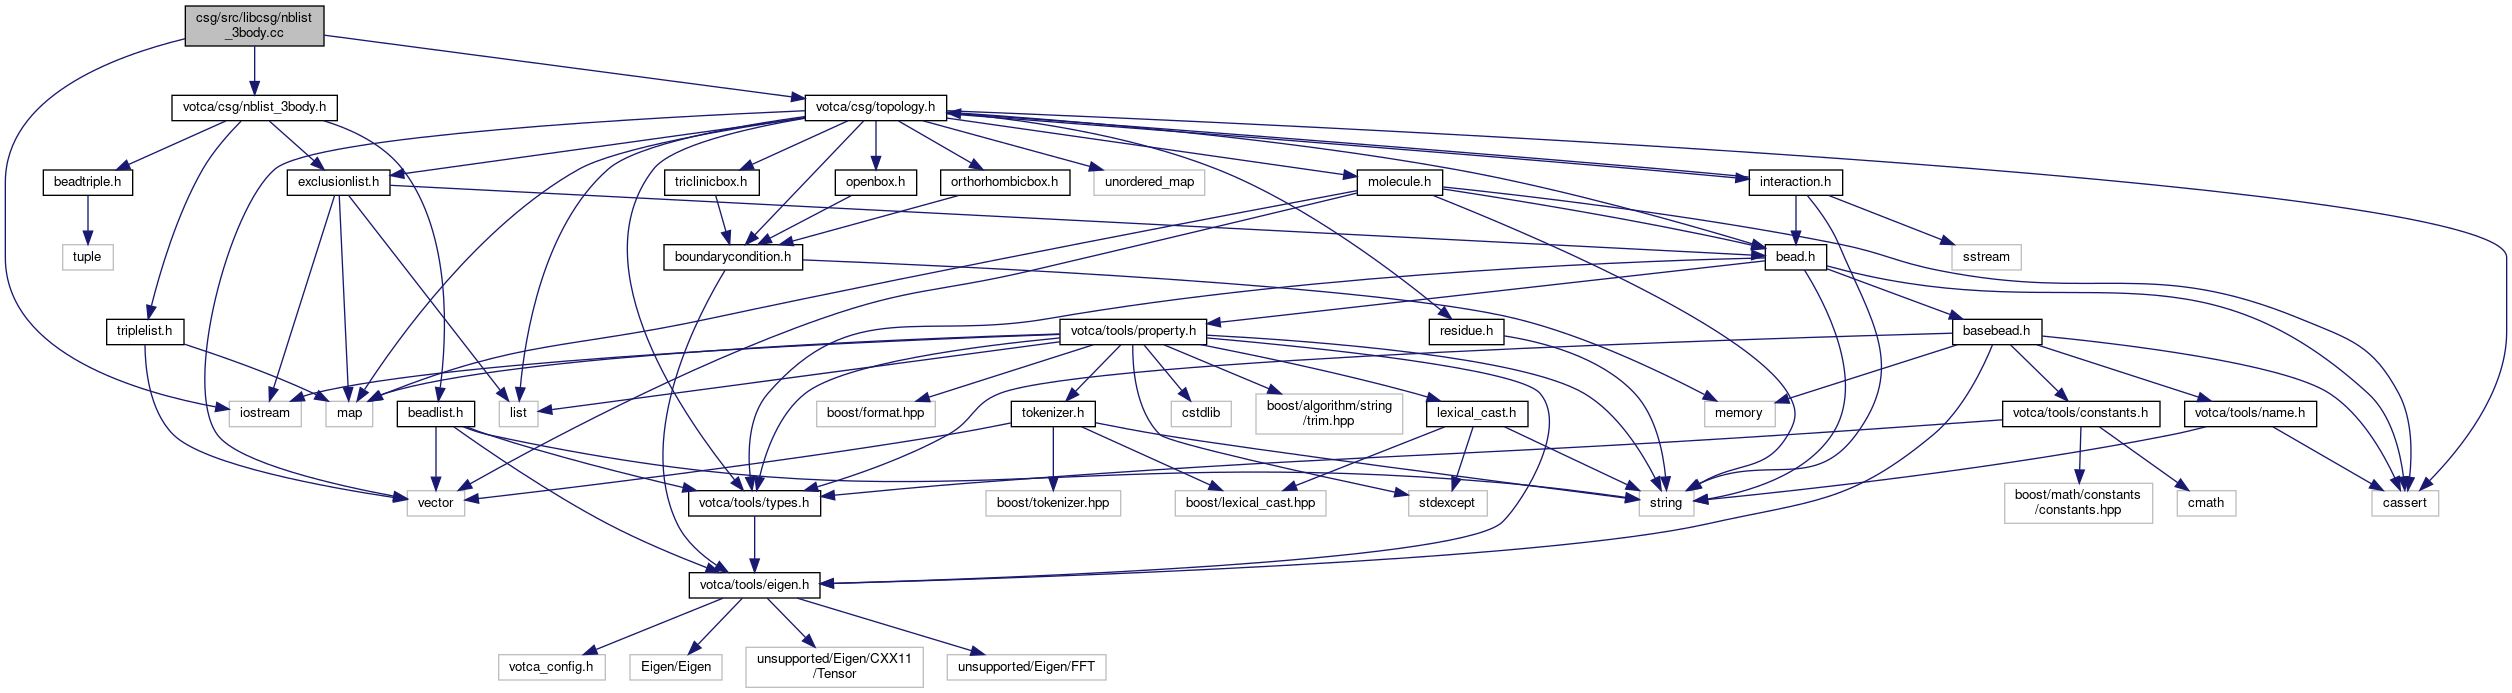 csg/src/libcsg/nblist
_3body.cc
votca/csg/nblist_3body.h
votca/csg/topology.h
beadtriple.h
exclusionlist.h
triclinicbox.h
openbox.h
orthorhombicbox.h
unordered_map
molecule.h
interaction.h
tuple
boundarycondition.h
bead.h
sstream
triplelist.h
votca/tools/property.h
residue.h
basebead.h
iostream
map
beadlist.h
list
boost/format.hpp
tokenizer.h
cstdlib
boost/algorithm/string
/trim.hpp
lexical_cast.h
memory
votca/tools/constants.h
votca/tools/name.h
vector
votca/tools/types.h
boost/tokenizer.hpp
boost/lexical_cast.hpp
stdexcept
string
boost/math/constants
/constants.hpp
cmath
cassert
votca/tools/eigen.h
votca_config.h
Eigen/Eigen
unsupported/Eigen/CXX11
/Tensor
unsupported/Eigen/FFT